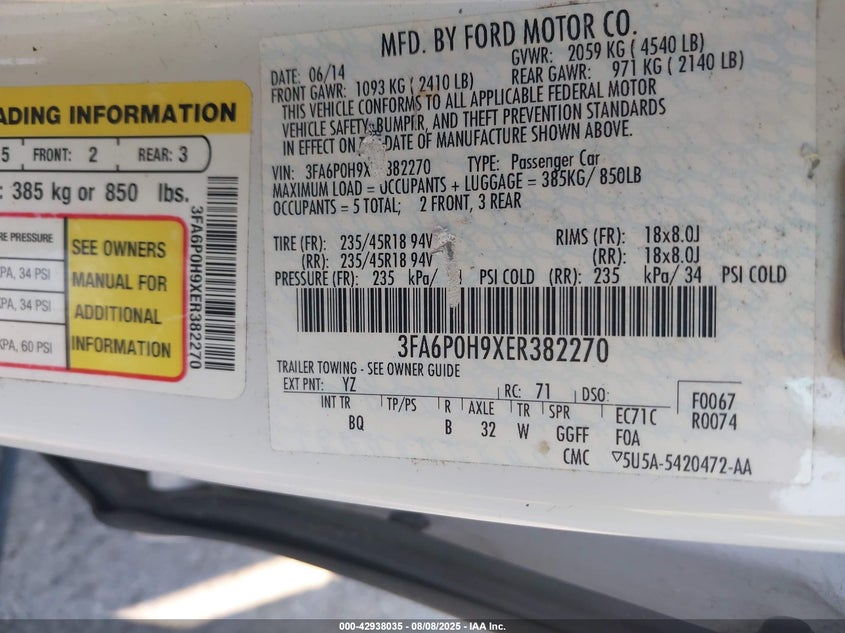 ADING INFORMATION
5 FRONT: 2 REAR: 3
: 385 kg or 850 lbs.
RE PRESSURE
KPA, 34 PSI
KPA, 34 PSI
KPA, 60 PSI
SEE OWNERS
MANUAL FOR
ADDITIONAL
INFORMATION
3FA6P0H9XER382270
MFD. BY FORD MOTOR CO.
DATE: 06/14 GVWR: 2059 KG ( 4540 LB)
FRONT GAWR: 1093 KG ( 2410 LB) REAR GAWR: 971 KG ( 2140 LB)
THIS VEHICLE CONFORMS TO ALL APPLICABLE FEDERAL MOTOR
VEHICLE SAFETY, BUMPER, AND THEFT PREVENTION STANDARDS
IN EFFECT ON DATE OF MANUFACTURE SHOWN ABOVE.
VIN: 3FA6P0H9X 382270 TYPE: Passenger Car
MAXIMUM LOAD = OCCUPANTS + LUGGAGE = 385KG/ 850LB
OCCUPANTS = 5 TOTAL; 2 FRONT, 3 REAR
TIRE (FR): 235/45R18 94V RIMS (FR): 18x8.0J
(RR): 235/45R18 94V (RR): 18x8.0J
PRESSURE (FR): 235 kPa/ PSI COLD (RR): 235 kPa/ 34 PSI COLD
3FA6P0H9XER382270
TRAILER TOWING - SEE OWNER GUIDE
EXT PNT: YZ RC: 71 DSO: F0067
INT TR TP/PS R AXLE TR SPR EC71C R0074
BQ B 32 W GGFF FOA
CMC ▽5U5A-5420472-AA
000-42938035 - 08/08/2025 - IAA Inc.